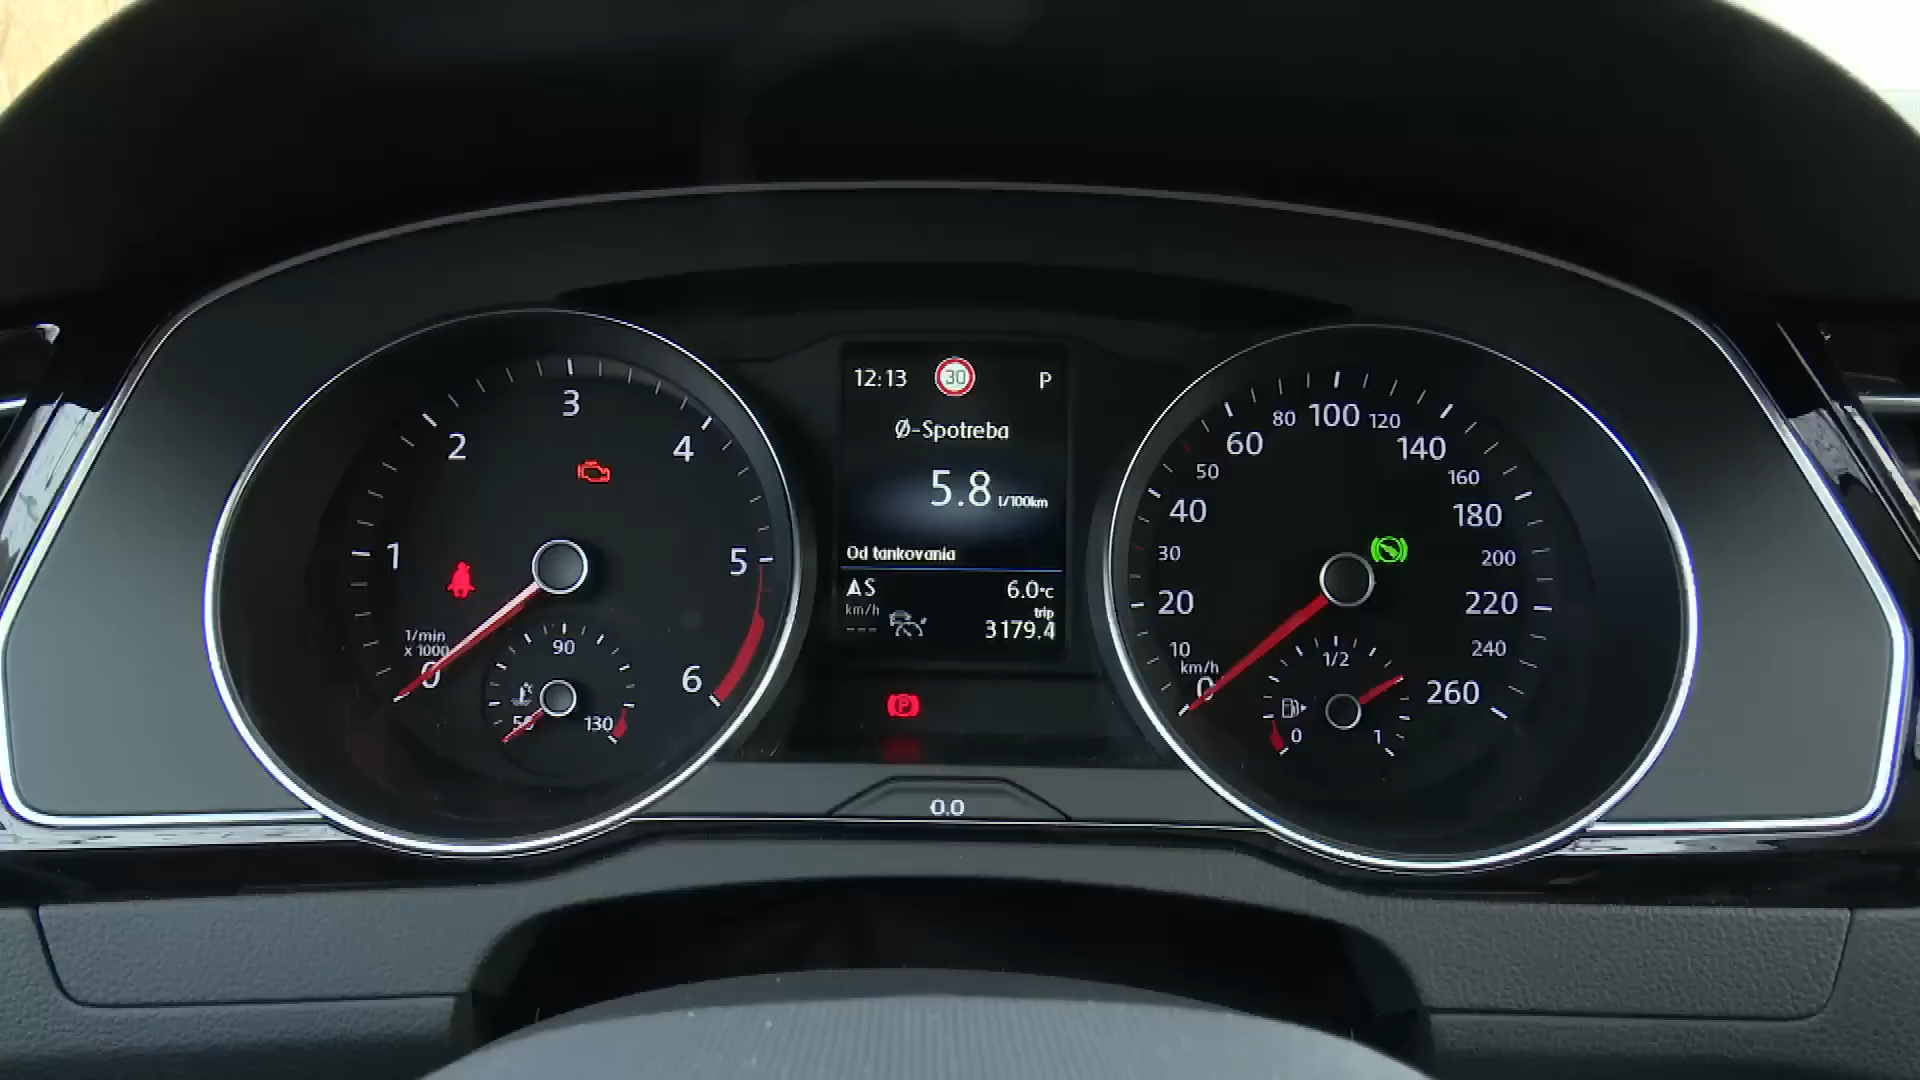 0
1
2
3
4
5
6
1/min
x 1000
50
90
130
12:13
30
P
Ø-Spotreba
5.8 l/100km
Od tankovania
S
6.0°C
km/h
trip
---
3179.4
P
0.0
0
km/h
10
20
30
40
50
60
80
100
120
140
160
180
200
220
240
260
0
1/2
1